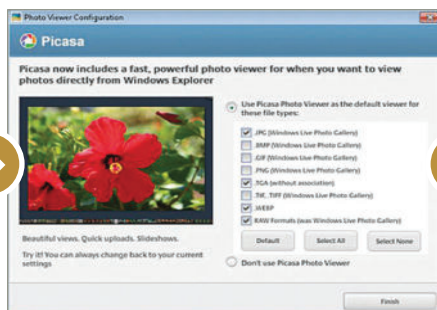 Photo Viewer Configuration
Picasa
Picasa now includes a fast, powerful photo viewer for when you want to view
photos directly from Windows Explorer
Use Picasa Photo Viewer as the default viewer for
these file types:
.JPG (Windows Live Photo Gallery)
.BMP (Windows Live Photo Gallery)
.GIF (Windows Live Photo Gallery)
.PNG (Windows Live Photo Gallery)
.TGA (without association)
.TIF, .TIFF (Windows Live Photo Gallery)
.WEBP
RAW Formats (was Windows Live Photo Gallery)
Default
Select All
Select None
Beautiful views. Quick uploads. Slideshows.
Try it! You can always change back to your current
settings
Don't use Picasa Photo Viewer
Finish